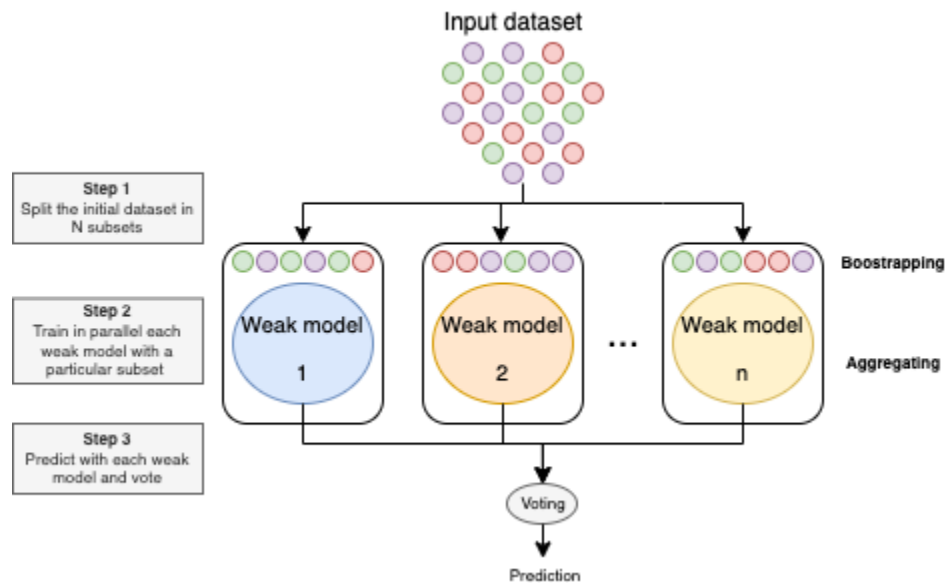 Input dataset
Step 1
Split the initial dataset in
N subsets
Boostrapping
Step 2
Train in parallel each
weak model with a
particular subset
Weak model
1
Weak model
2
...
Weak model
n
Aggregating
Step 3
Predict with each weak
model and vote
Voting
Prediction